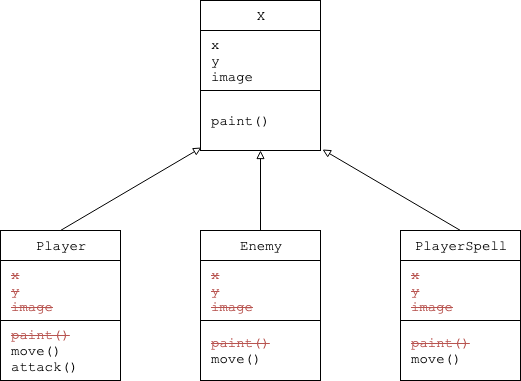 X
x
y
image
paint()
Player
x
y
image
paint()
move()
attack()
Enemy
x
y
image
paint()
move()
PlayerSpell
x
y
image
paint()
move()